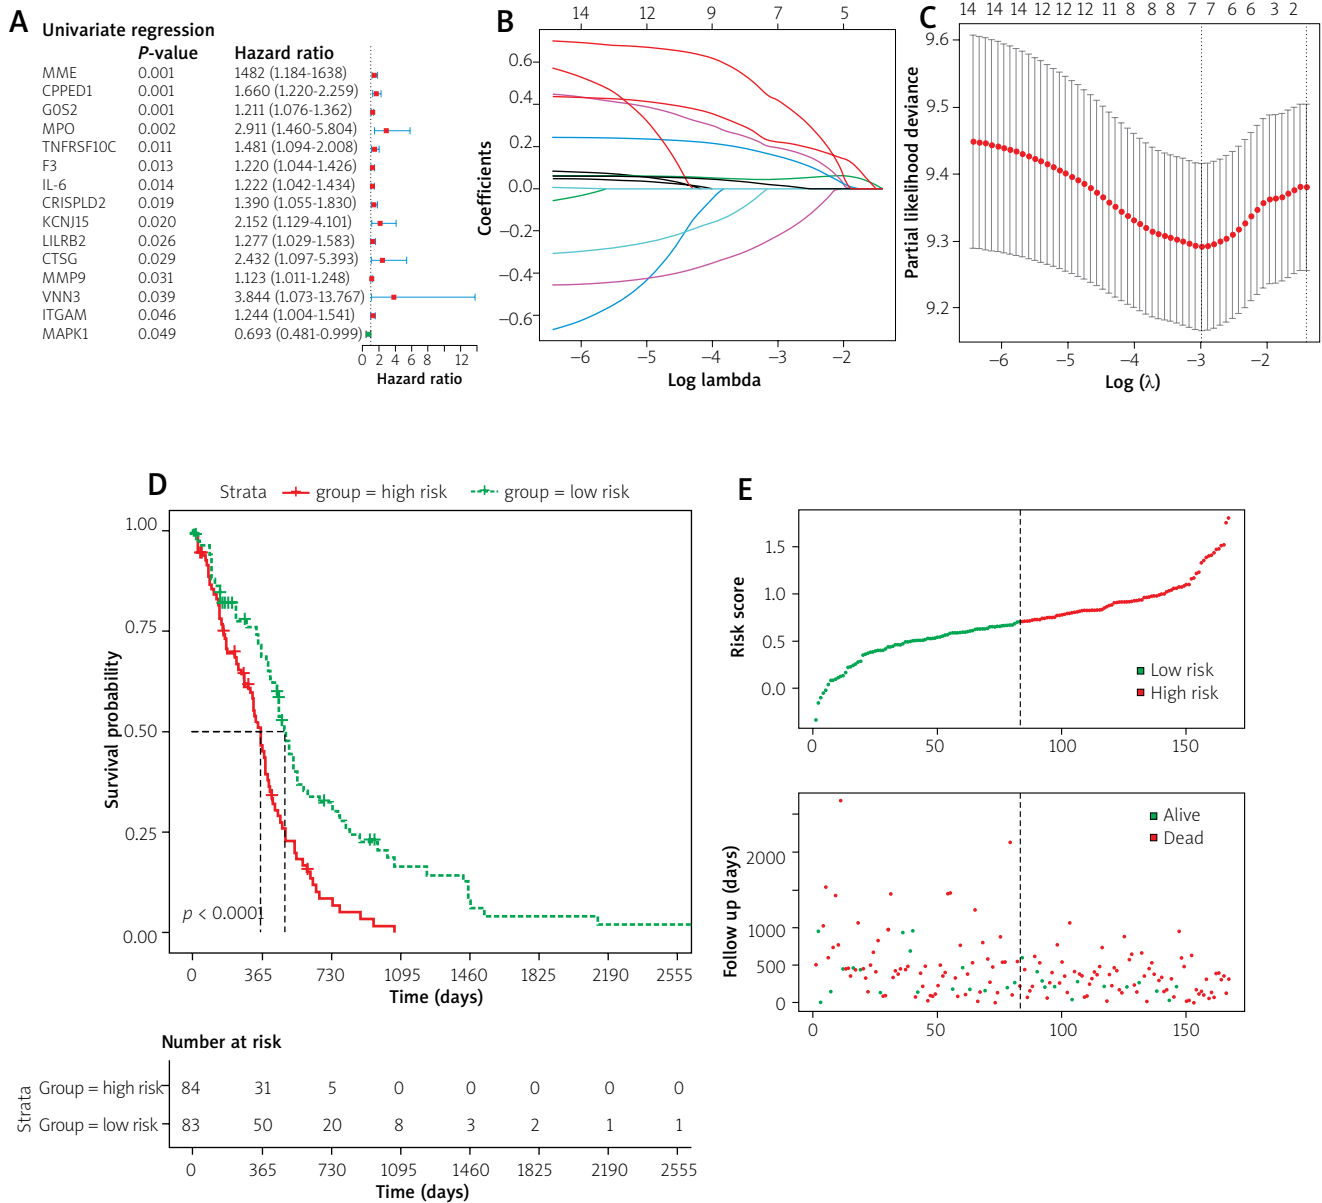 A
Univariate regression
P-value Hazard ratio
MME 0.001 1482 (1.184-1638)
CPPED1 0.001 1.660 (1.220-2.259)
G0S2 0.001 1.211 (1.076-1.362)
MPO 0.002 2.911 (1.460-5.804)
TNFRSF10C 0.011 1.481 (1.094-2.008)
F3 0.013 1.220 (1.044-1.426)
IL-6 0.014 1.222 (1.042-1.434)
CRISPLD2 0.019 1.390 (1.055-1.830)
KCNJ15 0.020 2.152 (1.129-4.101)
LILRB2 0.026 1.277 (1.029-1.583)
CTSG 0.029 2.432 (1.097-5.393)
MMP9 0.031 1.123 (1.011-1.248)
VNN3 0.039 3.844 (1.073-13.767)
ITGAM 0.046 1.244 (1.004-1.541)
MAPK1 0.049 0.693 (0.481-0.999)
0 2 4 6 8 12
Hazard ratio
B
14 12 9 7 5
Coefficients
0.6
0.4
0.2
0.0
−0.2
−0.4
−0.6
−6 −5 −4 −3 −2
Log lambda
C
14 14 14 12 12 12 11 8 8 8 7 7 6 6 3 2
Partial likelihood deviance
9.6
9.5
9.4
9.3
9.2
−6 −5 −4 −3 −2
Log (λ)
D
Strata group = high risk group = low risk
Survival probability
1.00
0.75
0.50
0.25
0.00
p < 0.0001
0 365 730 1095 1460 1825 2190 2555
Time (days)
Number at risk
Strata
Group = high risk 84 31 5 0 0 0 0 0
Group = low risk 83 50 20 8 3 2 1 1
0 365 730 1095 1460 1825 2190 2555
Time (days)
E
Risk score
1.5
1.0
0.5
0.0
Low risk
High risk
0 50 100 150
Follow up (days)
2000
1000
500
0
Alive
Dead
0 50 100 150